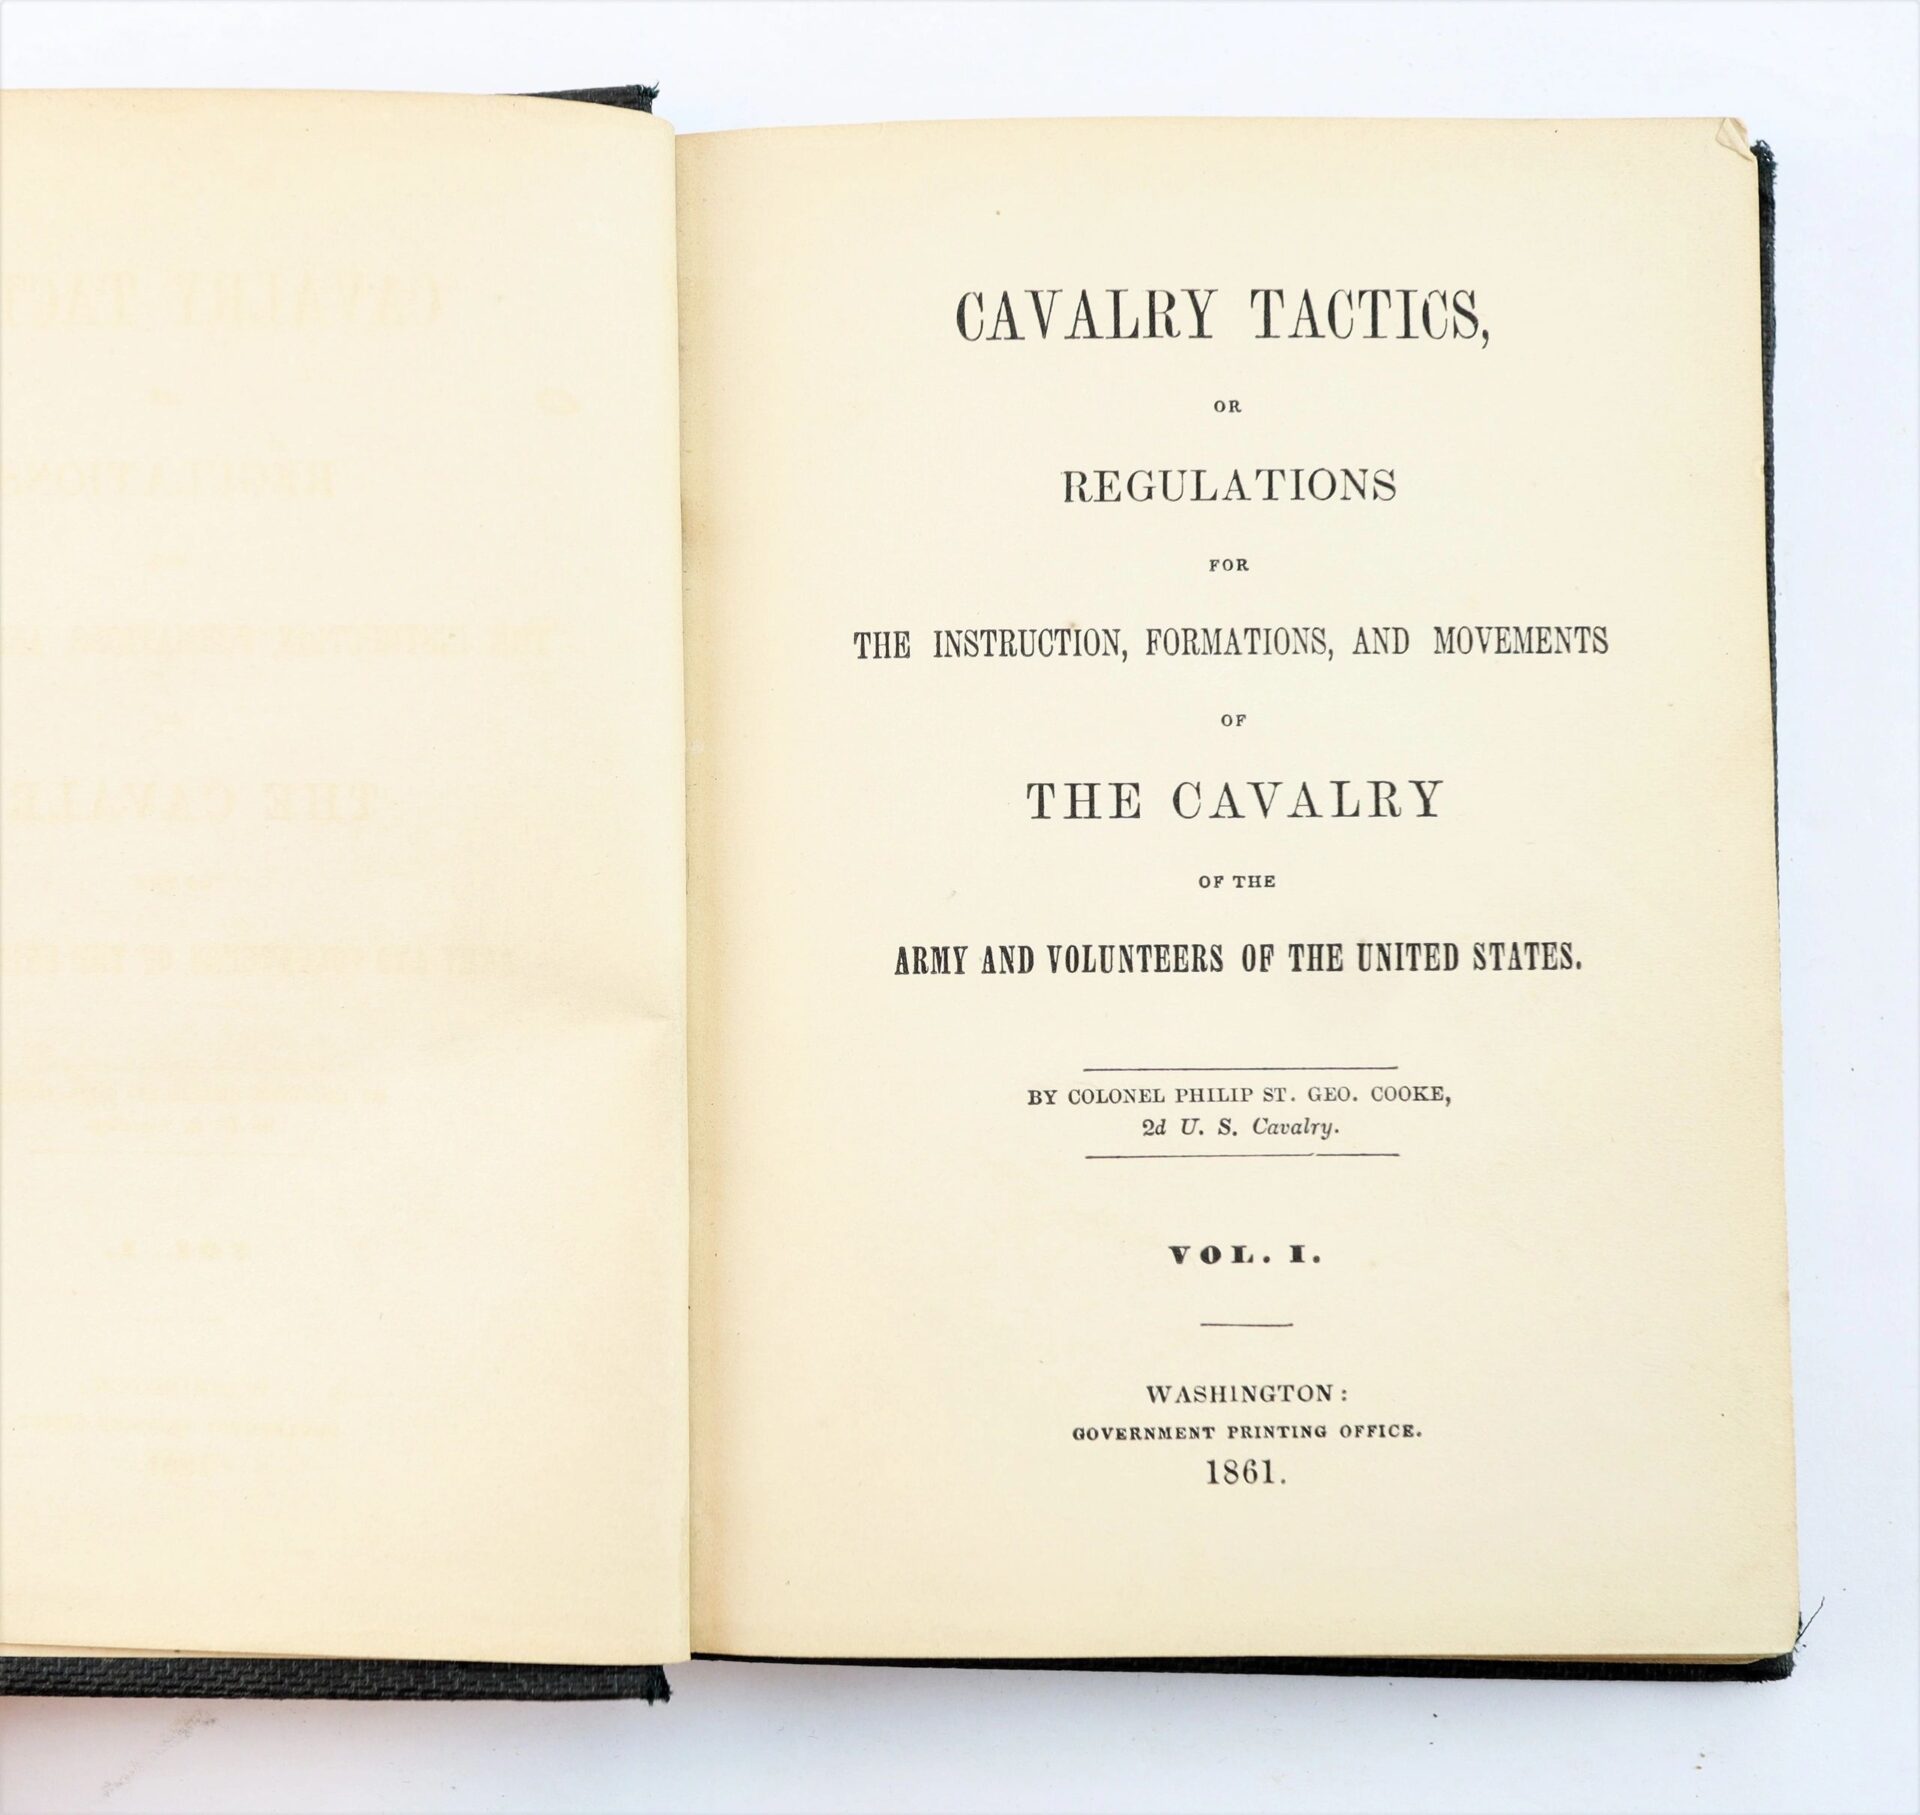 CAVALRY TACTICS,
OR
REGULATIONS
FOR
THE INSTRUCTION, FORMATIONS, AND MOVEMENTS
OF
THE CAVALRY
OF THE
ARMY AND VOLUNTEERS OF THE UNITED STATES.
BY COLONEL PHILIP ST. GEO. COOKE,
2d U. S. Cavalry.
VOL. I.
WASHINGTON:
GOVERNMENT PRINTING OFFICE.
1861.